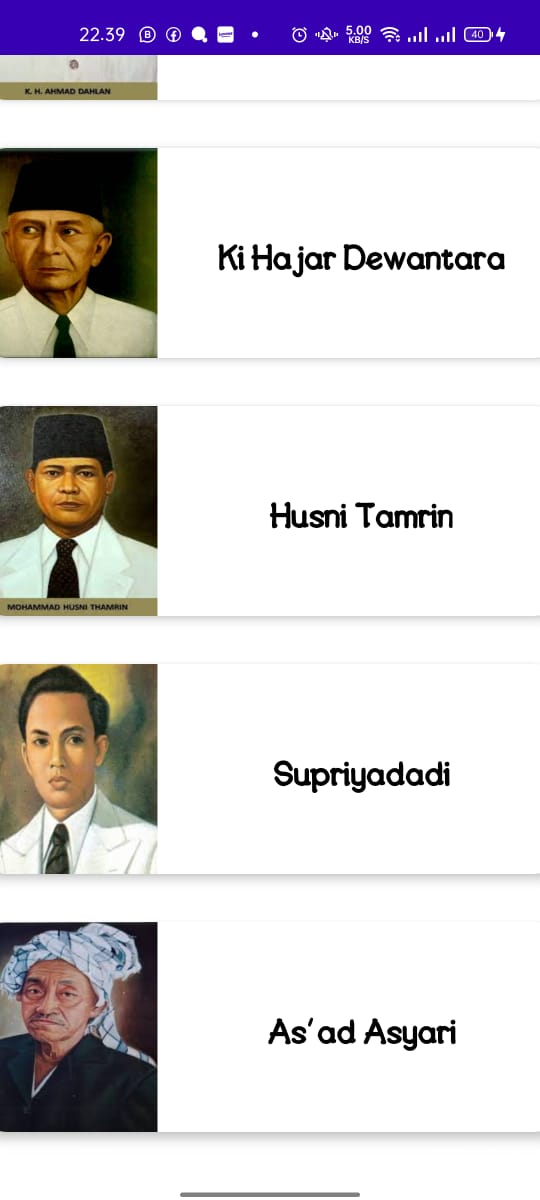 22.39
5.00
KB/S
40
K. H. AHMAD DAHLAN
Ki Hajar Dewantara
Husni Tamrin
MOHAMMAD HUSNI THAMRIN
Supriyadadi
As'ad Asyari